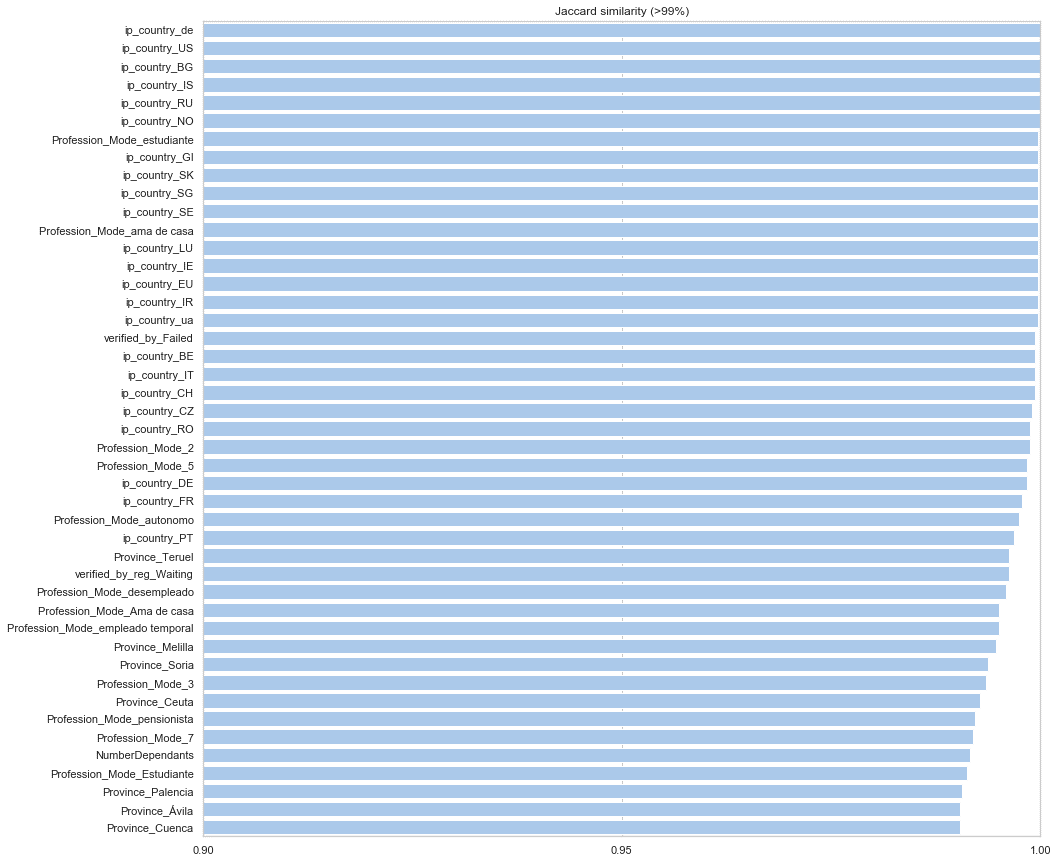 Jaccard similarity (>99%)
ip_country_de
ip_country_US
ip_country_BG
ip_country_IS
ip_country_RU
ip_country_NO
Profession_Mode_estudiante
ip_country_GI
ip_country_SK
ip_country_SG
ip_country_SE
Profession_Mode_ama de casa
ip_country_LU
ip_country_IE
ip_country_EU
ip_country_IR
ip_country_ua
verified_by_Failed
ip_country_BE
ip_country_IT
ip_country_CH
ip_country_CZ
ip_country_RO
Profession_Mode_2
Profession_Mode_5
ip_country_DE
ip_country_FR
Profession_Mode_autonomo
ip_country_PT
Province_Teruel
verified_by_reg_Waiting
Profession_Mode_desempleado
Profession_Mode_Ama de casa
Profession_Mode_empleado temporal
Province_Melilla
Province_Soria
Profession_Mode_3
Province_Ceuta
Profession_Mode_pensionista
Profession_Mode_7
NumberDependants
Profession_Mode_Estudiante
Province_Palencia
Province_Ávila
Province_Cuenca
0.90 0.95 1.00